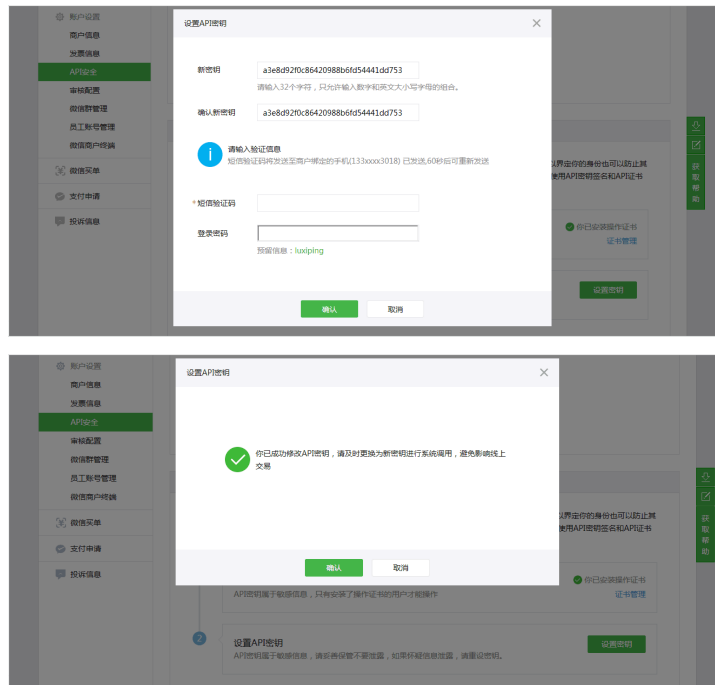 账户设置
设置API密钥
商户信息
发票信息
API安全
审核配置
微信群管理
员工账号管理
微信商户终端
微信买单
支付申请
投诉信息
新密钥
a3e8d92f0c86420988b6fd54441dd753
请输入32个字符，只允许输入数字和英文大小写字母的组合。
确认新密钥
a3e8d92f0c86420988b6fd54441dd753
请输入验证信息
短信验证码将发送至商户绑定的手机(133xxxx3018) 已发送,60秒后可重新发送
*短信验证码
登录密码
预留信息：luxiping
确认
取消
以界定你的身份也可以防止其
使用API密钥签名和API证书
你已安装操作证书
证书管理
设置密钥
获取帮助
账户设置
设置API密钥
商户信息
发票信息
API安全
审核配置
微信群管理
员工账号管理
微信商户终端
微信买单
支付申请
投诉信息
你已成功修改API密钥，请及时更换为新密钥进行系统调用，避免影响线上
交易
确认
取消
以界定你的身份也可以防止其
使用API密钥签名和API证书
你已安装操作证书
API密钥属于敏感信息，只有安装了操作证书的用户才能操作
证书管理
2
设置API密钥
API密钥属于敏感信息，请妥善保管不要泄露，如果怀疑信息泄露，请重设密钥。
设置密钥
获取帮助